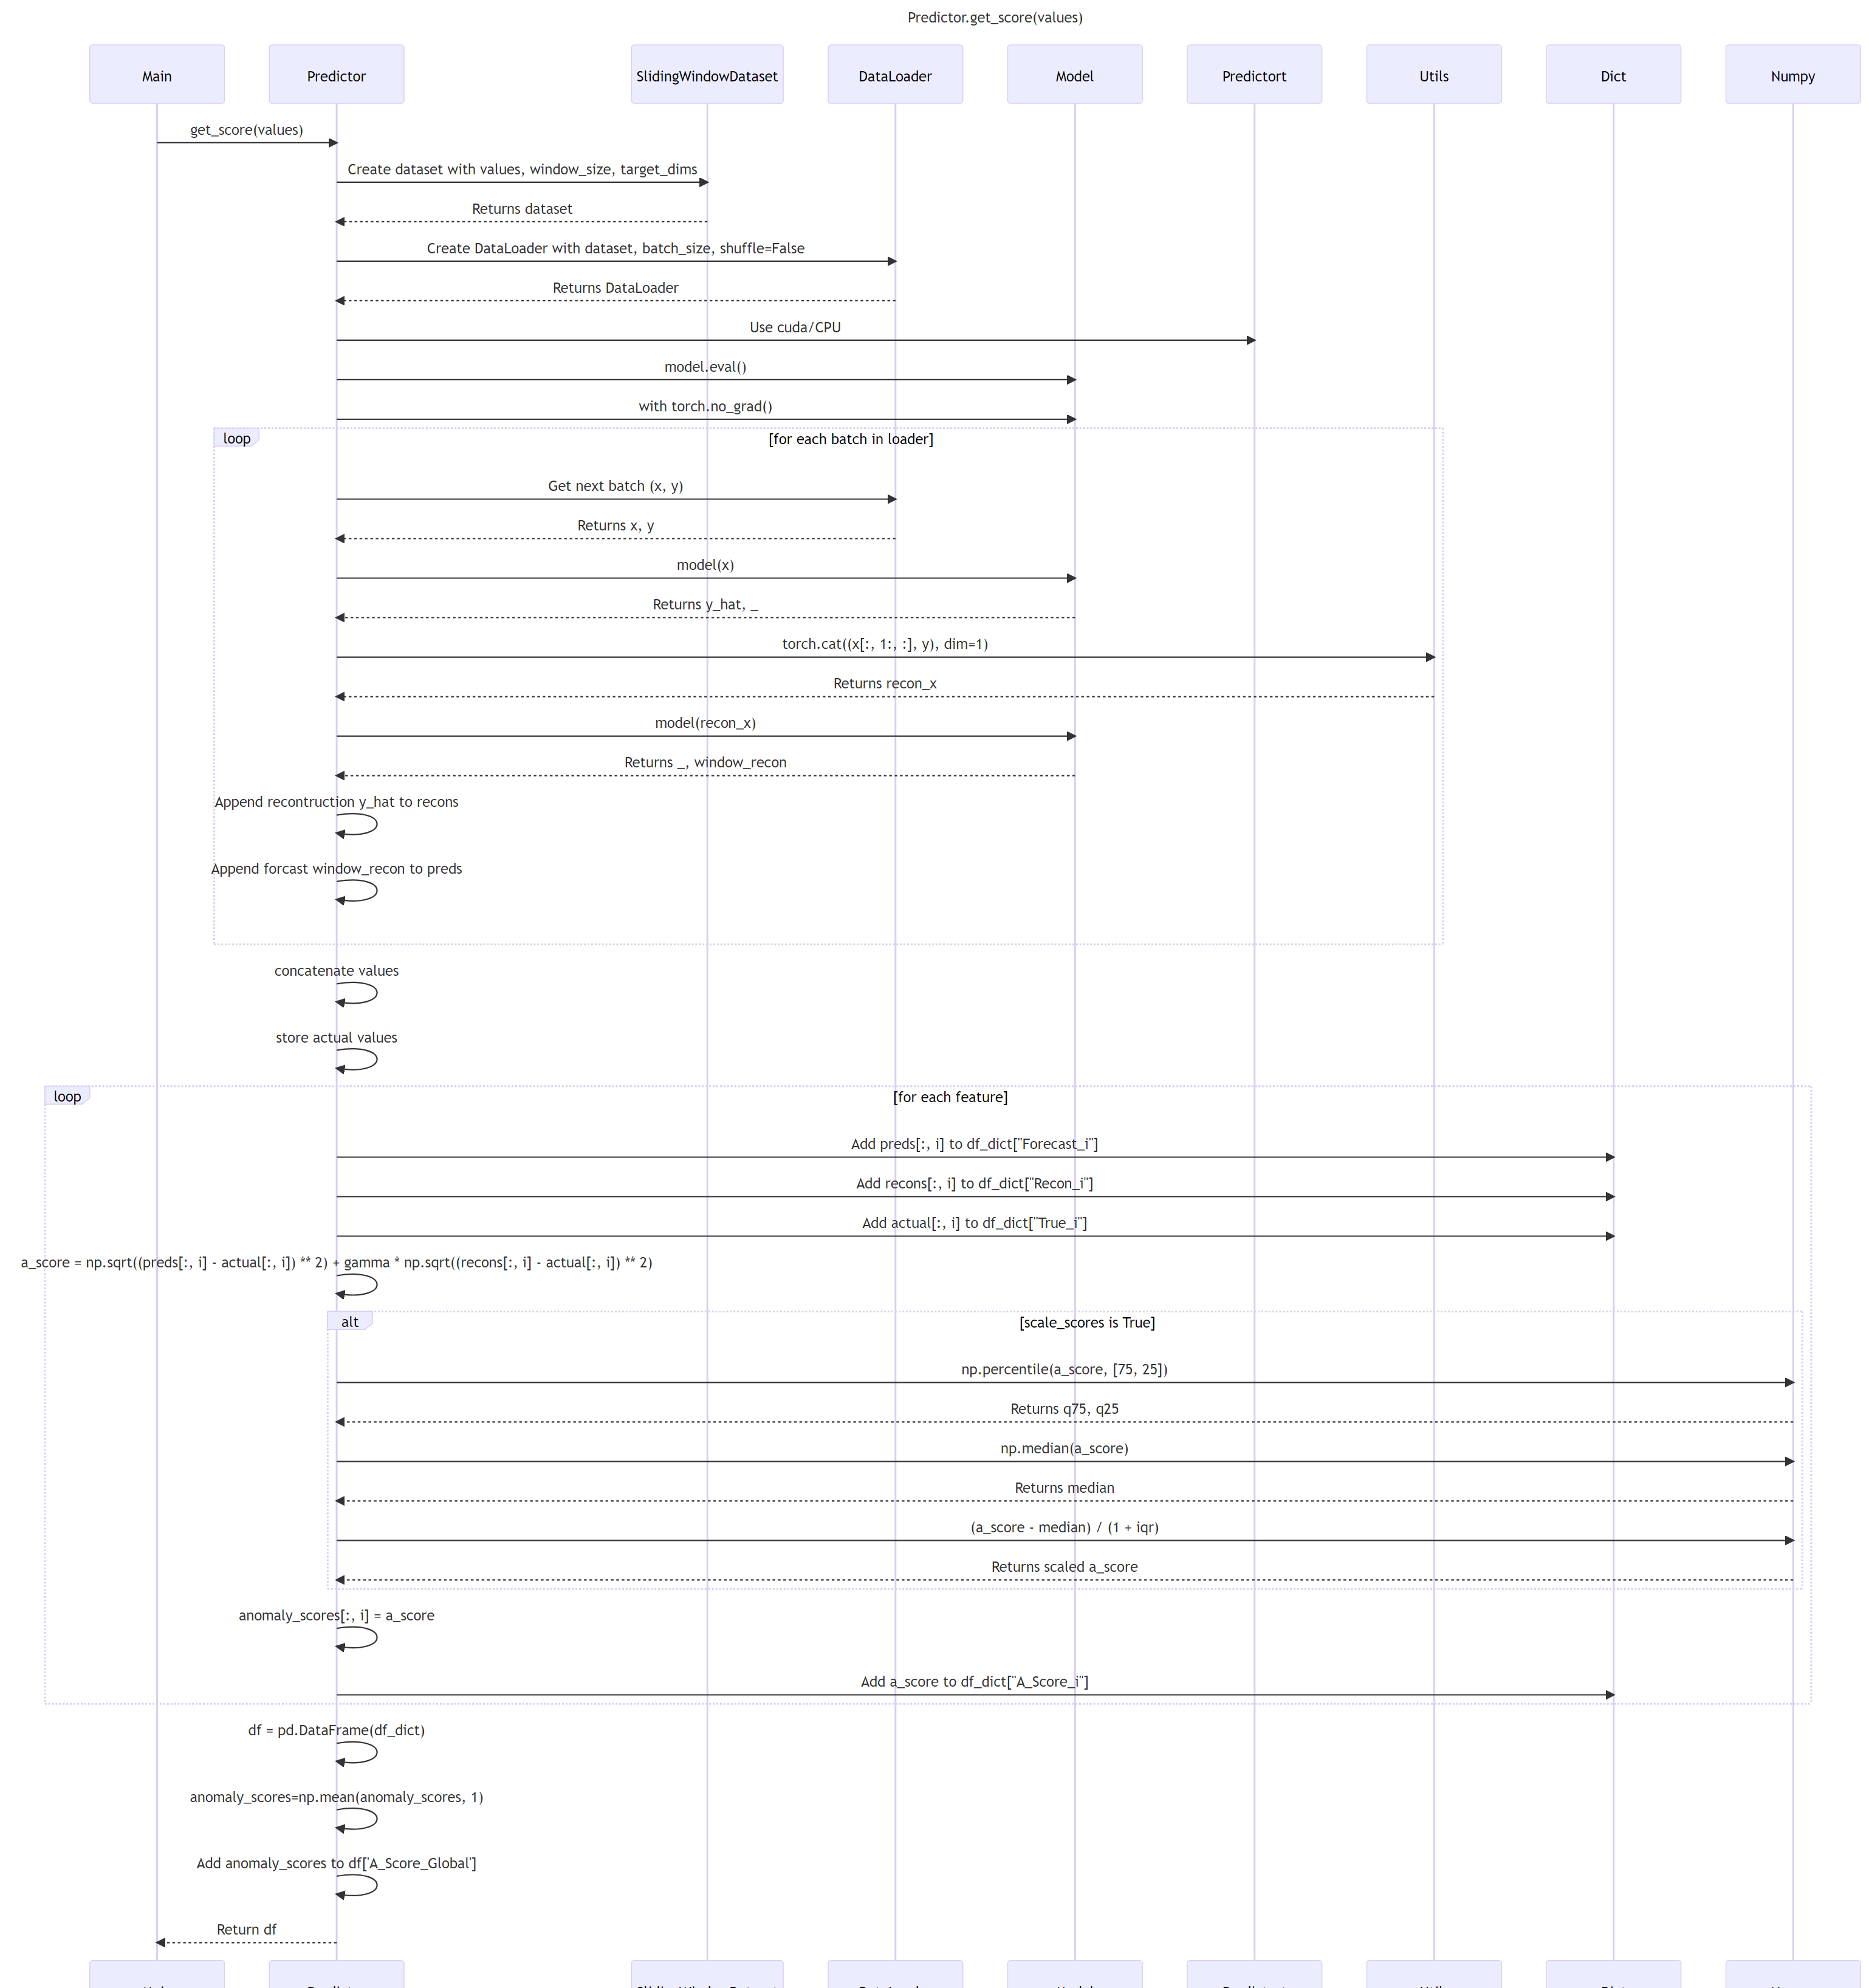 Predictor.get_score(values)
Main
Predictor
SlidingWindowDataset
DataLoader
Model
Predictort
Utils
Dict
Numpy
get_score(values)
Create dataset with values, window_size, target_dims
Returns dataset
Create DataLoader with dataset, batch_size, shuffle=False
Returns DataLoader
Use cuda/CPU
model.eval()
with torch.no_grad()
loop
[for each batch in loader]
Get next batch (x, y)
Returns x, y
model(x)
Returns y_hat, _
torch.cat((x[:, 1:, :], y), dim=1)
Returns recon_x
model(recon_x)
Returns _, window_recon
Append recontruction y_hat to recons
Append forcast window_recon to preds
concatenate values
store actual values
loop
[for each feature]
Add preds[:, i] to df_dict["Forecast_i"]
Add recons[:, i] to df_dict["Recon_i"]
Add actual[:, i] to df_dict["True_i"]
a_score = np.sqrt((preds[:, i] - actual[:, i]) ** 2) + gamma * np.sqrt((recons[:, i] - actual[:, i]) ** 2)
alt
[scale_scores is True]
np.percentile(a_score, [75, 25])
Returns q75, q25
np.median(a_score)
Returns median
(a_score - median) / (1 + iqr)
Returns scaled a_score
anomaly_scores[:, i] = a_score
Add a_score to df_dict["A_Score_i"]
df = pd.DataFrame(df_dict)
anomaly_scores=np.mean(anomaly_scores, 1)
Add anomaly_scores to df['A_Score_Global']
Return df